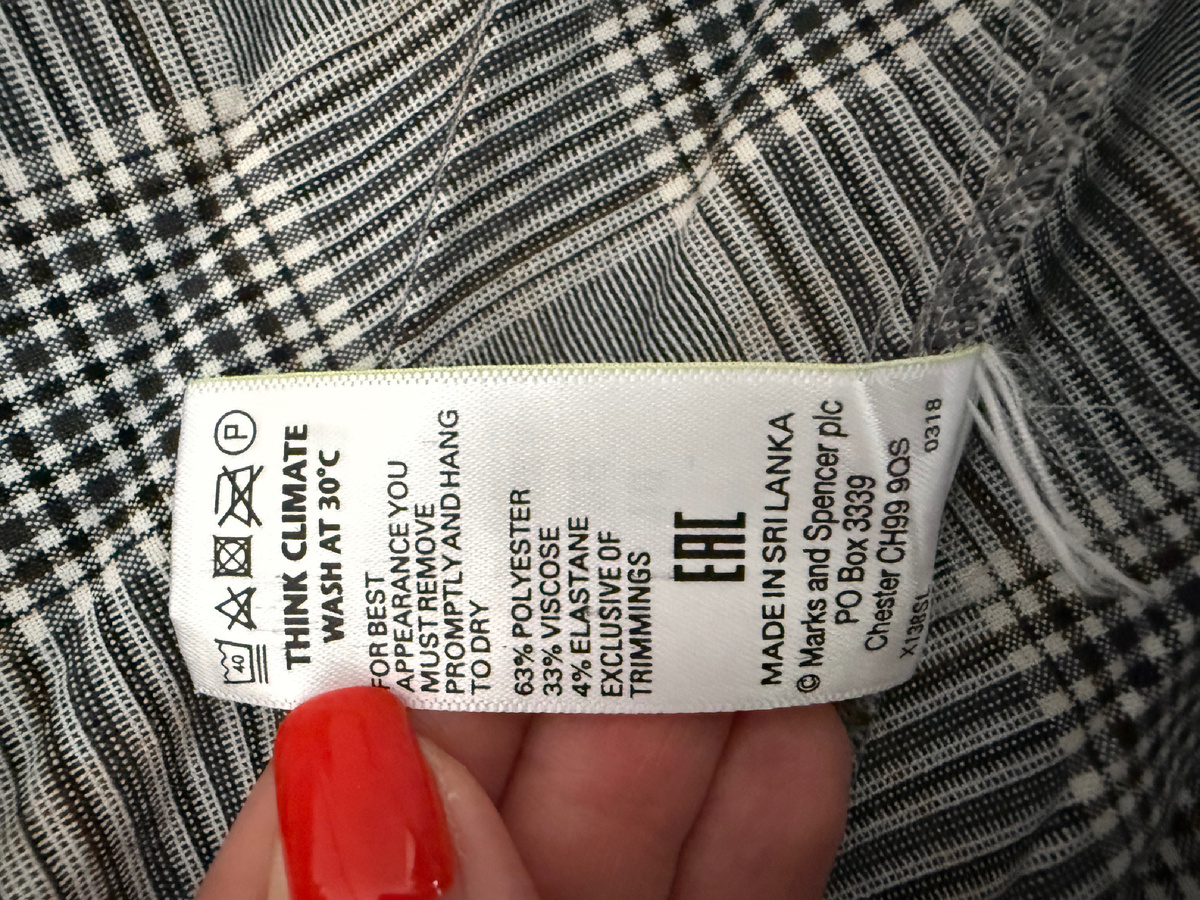 40
P
THINK CLIMATE
WASH AT 30°C
FOR BEST
APPEARANCE YOU
MUST REMOVE
PROMPTLY AND HANG
TO DRY
63% POLYESTER
33% VISCOSE
4% ELASTANE
EXCLUSIVE OF
TRIMMINGS
EAC
MADE IN SRI LANKA
© Marks and Spencer plc
PO Box 3339
Chester CH99 9QS
X13RSL 0318